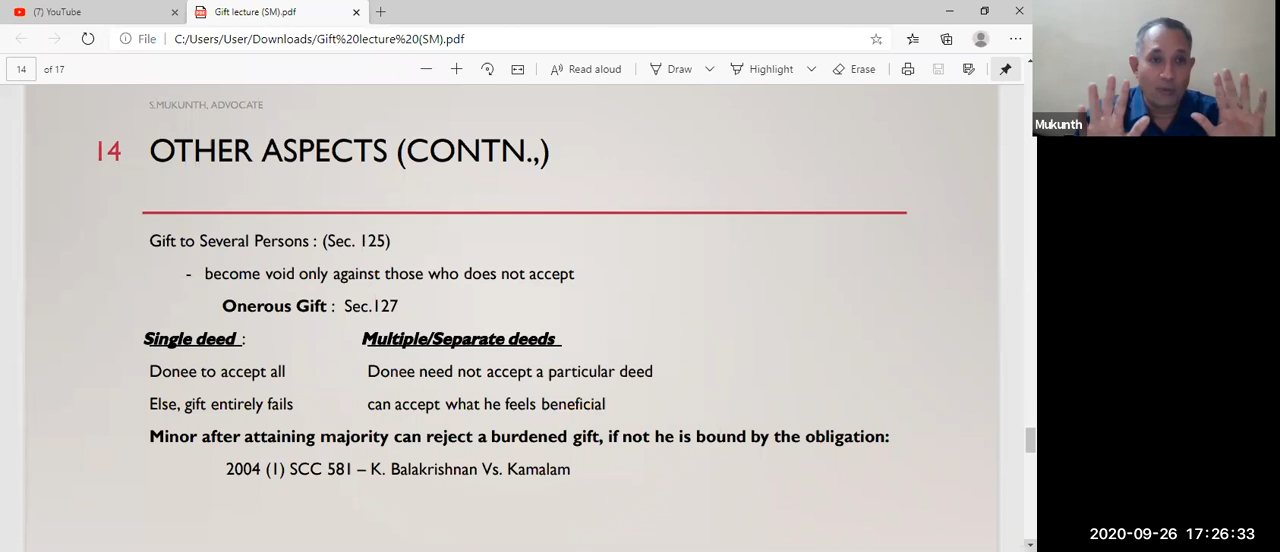 (7) YouTube
Gift lecture (SM).pdf
File C:/Users/User/Downloads/Gift%20lecture%20(SM).pdf
14 of 17
Read aloud
Draw
Highlight
Erase
Mukunth
S.MUKUNTH, ADVOCATE
14 OTHER ASPECTS (CONTN.,)
Gift to Several Persons : (Sec. 125)
- become void only against those who does not accept
Onerous Gift : Sec.127
Single deed : Multiple/Separate deeds
Donee to accept all Donee need not accept a particular deed
Else, gift entirely fails can accept what he feels beneficial
Minor after attaining majority can reject a burdened gift, if not he is bound by the obligation:
2004 (1) SCC 581 – K. Balakrishnan Vs. Kamalam
2020-09-26 17:26:33